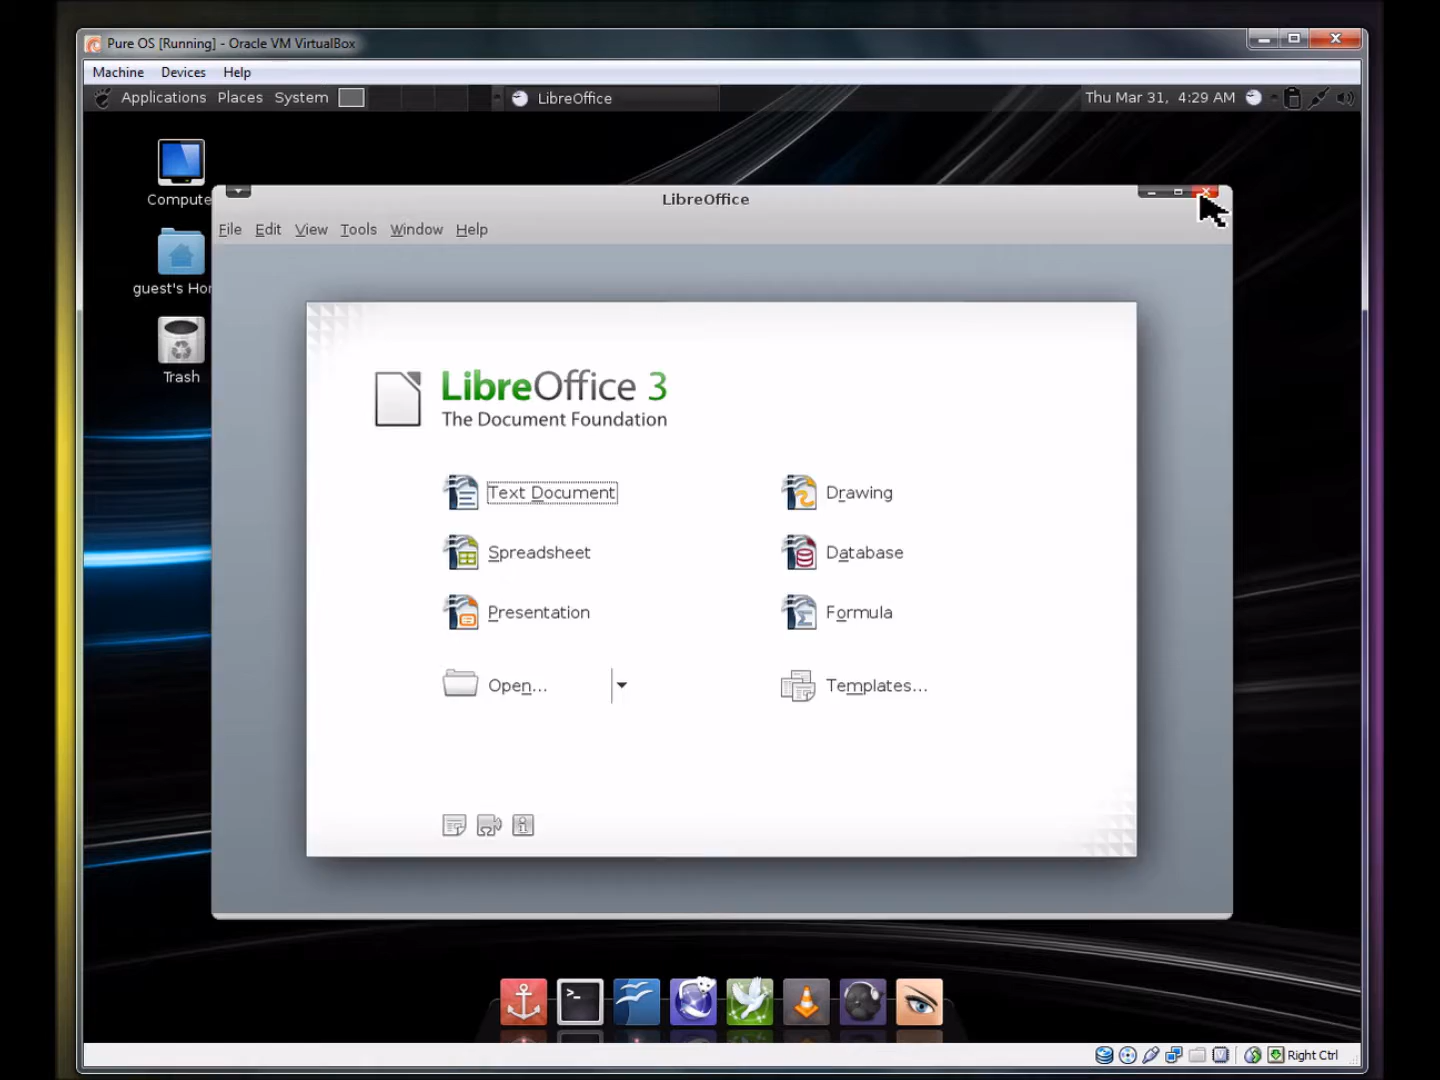 Pure OS [Running] - Oracle VM VirtualBox
Machine Devices Help
Applications Places System LibreOffice Thu Mar 31, 4:29 AM
Compute
guest's Hor
Trash
LibreOffice
File Edit View Tools Window Help
LibreOffice 3
The Document Foundation
Text Document Drawing
Spreadsheet Database
Presentation Formula
Open... Templates...
Right Ctrl